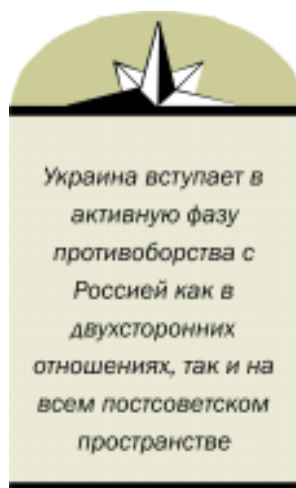 Украина вступает в
активную фазу
противоборства с
Россией как в
двухсторонних
отношениях, так и на
всем постсоветском
пространстве